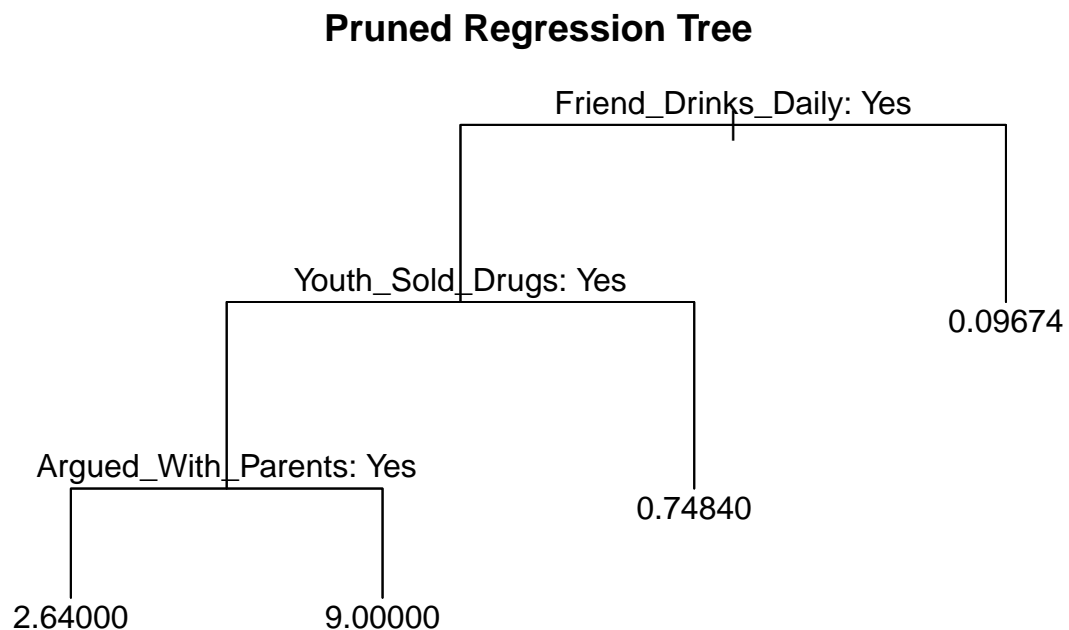 Pruned Regression Tree
Friend_Drinks_Daily: Yes
Youth_Sold_Drugs: Yes
0.09674
Argued_With_Parents: Yes
0.74840
2.64000
9.00000